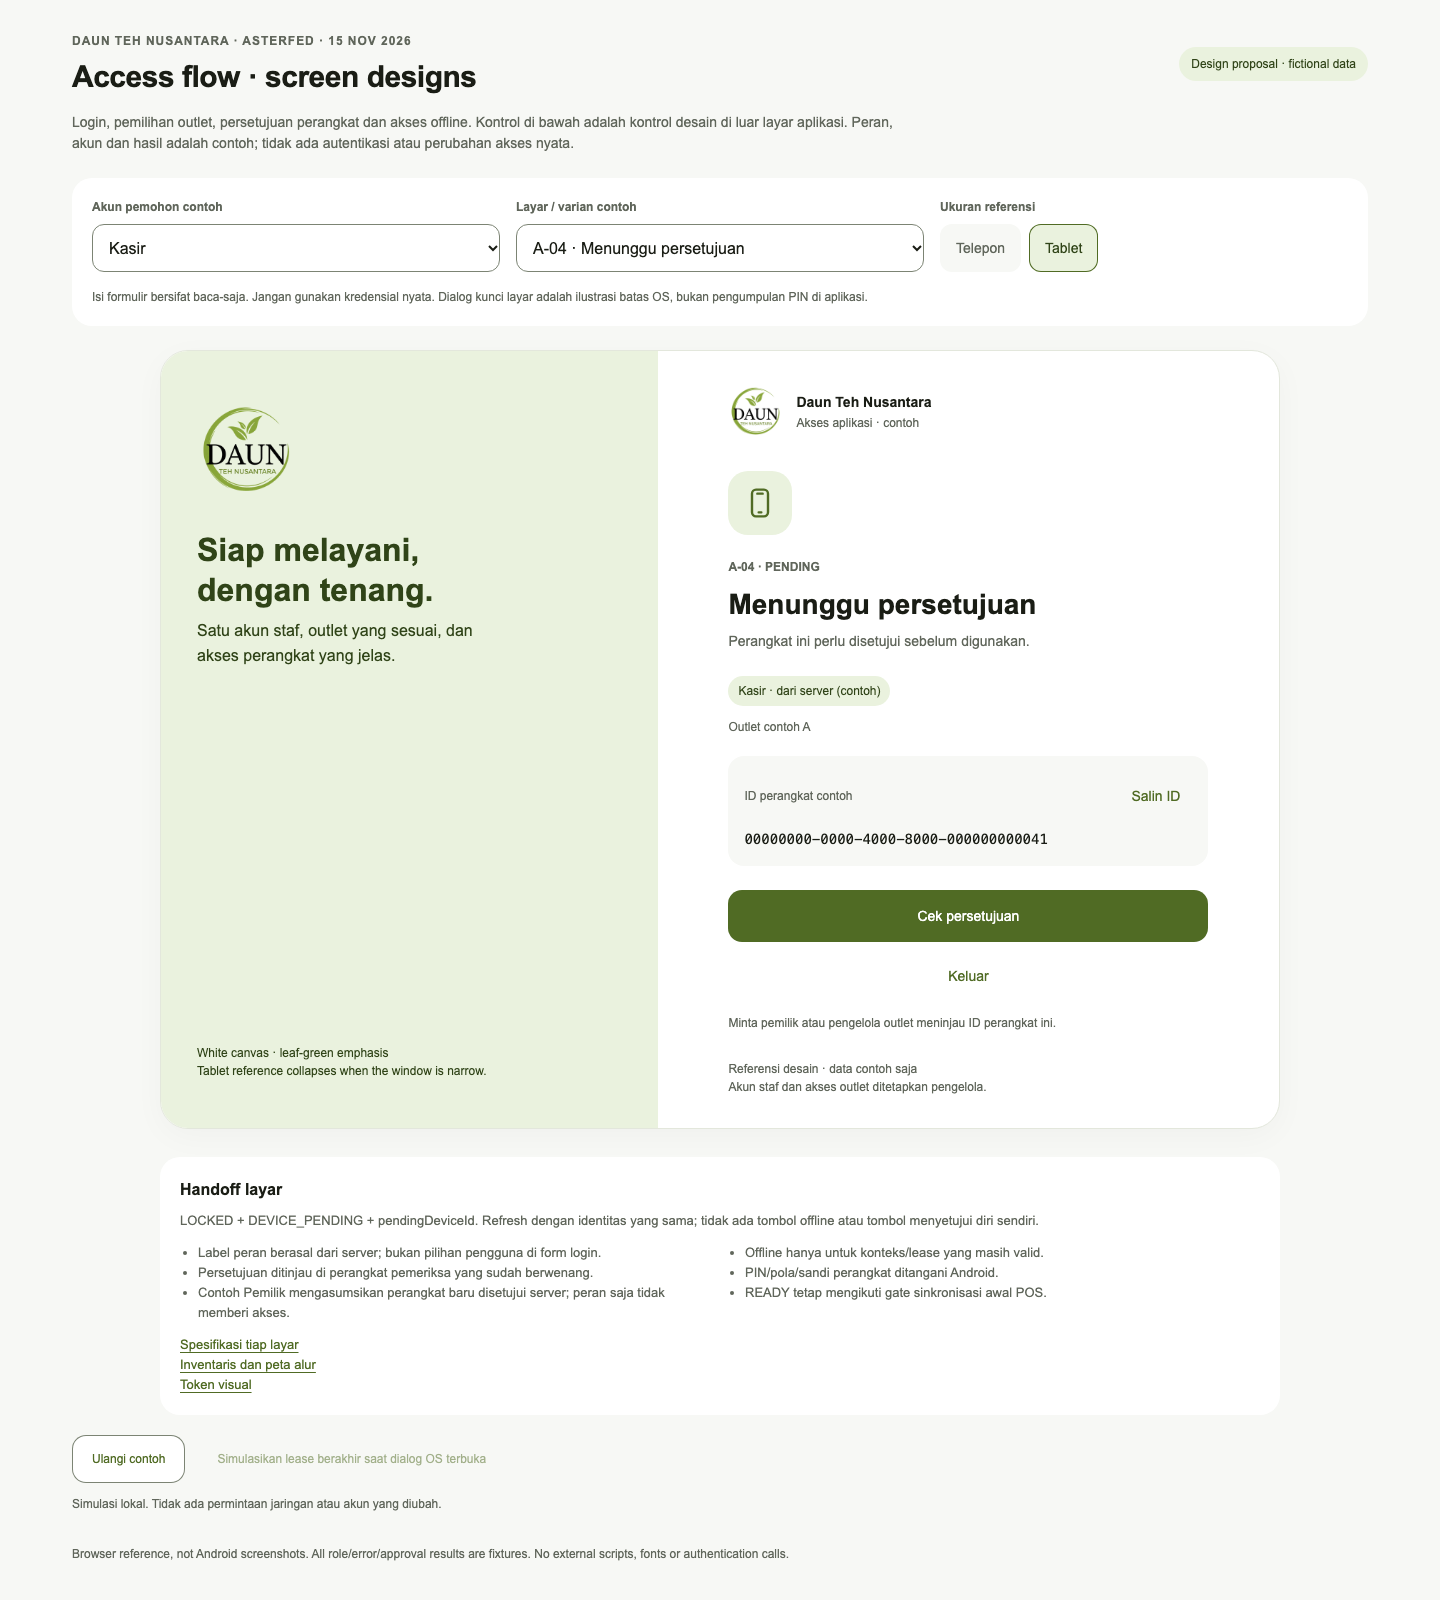 DAUN TEH NUSANTARA · ASTERFED · 15 NOV 2026
Access flow · screen designs
Design proposal · fictional data
Login, pemilihan outlet, persetujuan perangkat dan akses offline. Kontrol di bawah adalah kontrol desain di luar layar aplikasi. Peran,
akun dan hasil adalah contoh; tidak ada autentikasi atau perubahan akses nyata.
Akun pemohon contoh
Kasir
Layar / varian contoh
A-04 · Menunggu persetujuan
Ukuran referensi
Telepon
Tablet
Isi formulir bersifat baca-saja. Jangan gunakan kredensial nyata. Dialog kunci layar adalah ilustrasi batas OS, bukan pengumpulan PIN di aplikasi.
DAUN
TEH NUSANTARA
Siap melayani,
dengan tenang.
Satu akun staf, outlet yang sesuai, dan
akses perangkat yang jelas.
White canvas · leaf-green emphasis
Tablet reference collapses when the window is narrow.
DAUN
TEH NUSANTARA
Daun Teh Nusantara
Akses aplikasi · contoh
A-04 · PENDING
Menunggu persetujuan
Perangkat ini perlu disetujui sebelum digunakan.
Kasir · dari server (contoh)
Outlet contoh A
ID perangkat contoh
Salin ID
00000000-0000-4000-8000-000000000041
Cek persetujuan
Keluar
Minta pemilik atau pengelola outlet meninjau ID perangkat ini.
Referensi desain · data contoh saja
Akun staf dan akses outlet ditetapkan pengelola.
Handoff layar
LOCKED + DEVICE_PENDING + pendingDeviceId. Refresh dengan identitas yang sama; tidak ada tombol offline atau tombol menyetujui diri sendiri.
Label peran berasal dari server; bukan pilihan pengguna di form login.
Persetujuan ditinjau di perangkat pemeriksa yang sudah berwenang.
Contoh Pemilik mengasumsikan perangkat baru disetujui server; peran saja tidak
memberi akses.
Offline hanya untuk konteks/lease yang masih valid.
PIN/pola/sandi perangkat ditangani Android.
READY tetap mengikuti gate sinkronisasi awal POS.
Spesifikasi tiap layar
Inventaris dan peta alur
Token visual
Ulangi contoh
Simulasikan lease berakhir saat dialog OS terbuka
Simulasi lokal. Tidak ada permintaan jaringan atau akun yang diubah.
Browser reference, not Android screenshots. All role/error/approval results are fixtures. No external scripts, fonts or authentication calls.